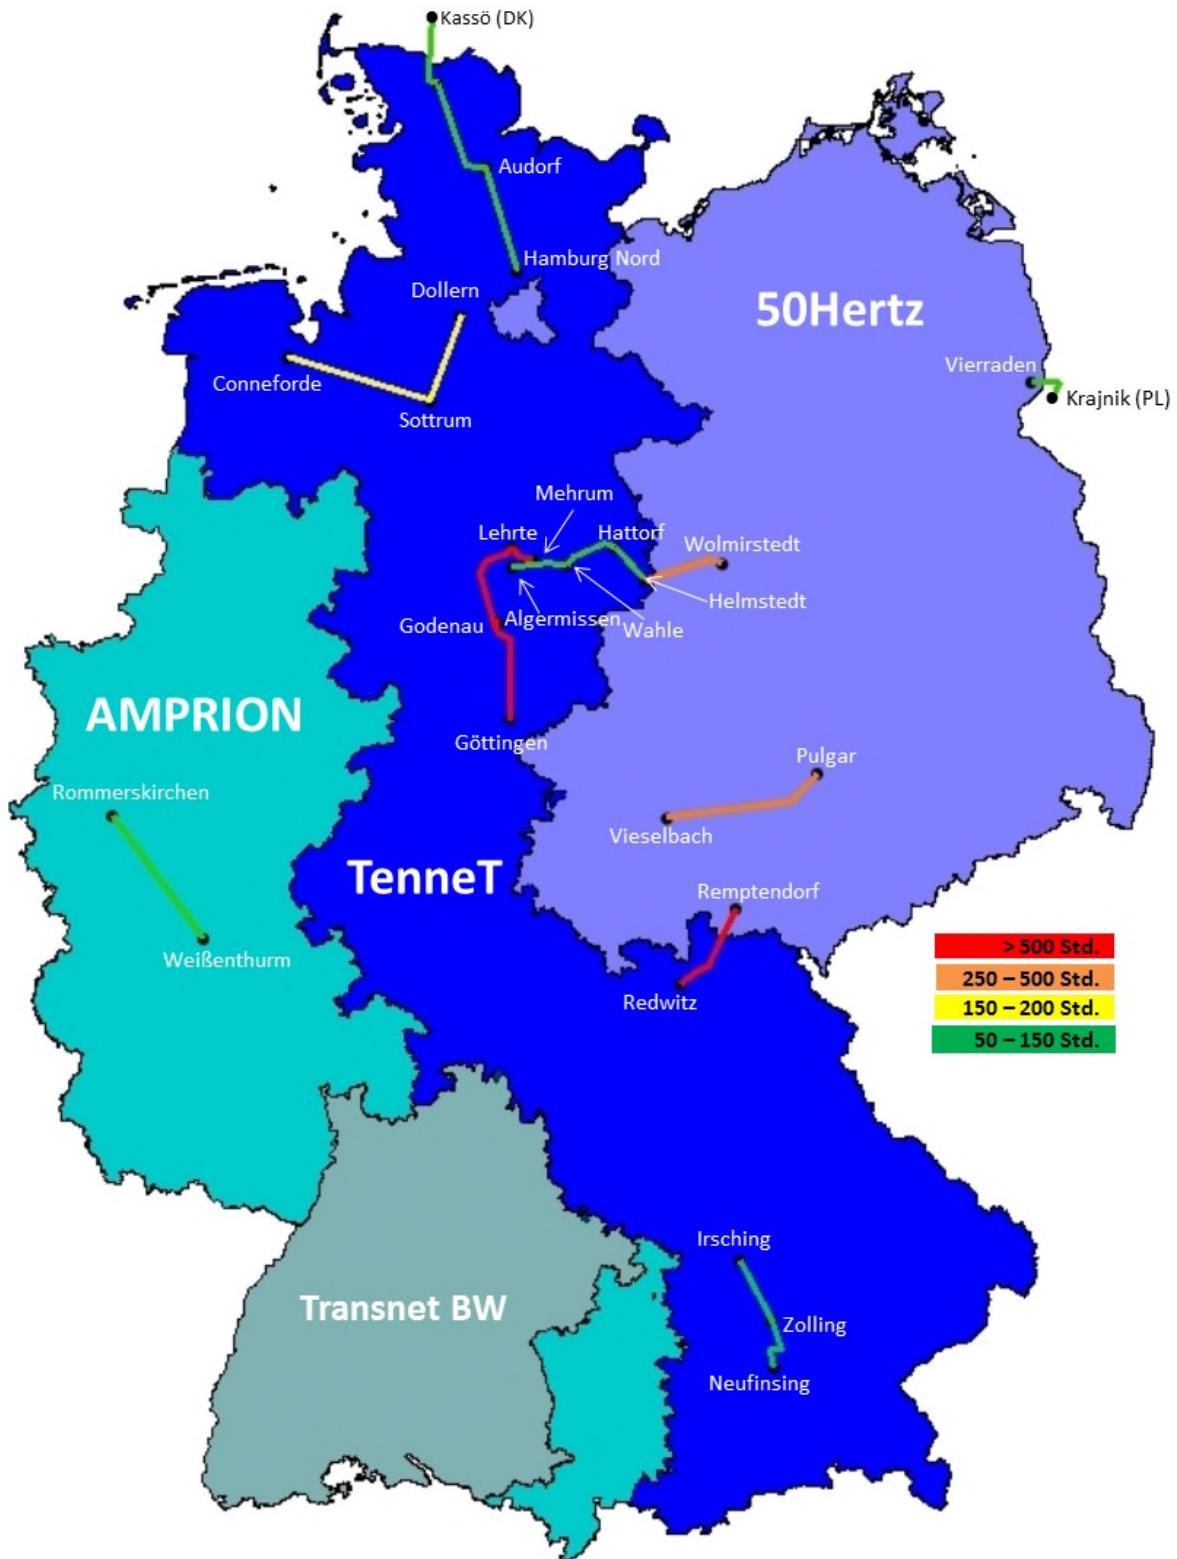 Kassö (DK)
Audorf
Hamburg Nord
Dollern
50Hertz
Vierraden
Conneforde
Krajnik (PL)
Sottrum
Mehrum
Lehrte
Hattorf
Wolmirstedt
Helmstedt
Algermissen
Godenau
Wahle
AMPRION
Göttingen
Pulgar
Rommerskirchen
Vieselbach
TenneT
Remptendorf
Weißenthurm
> 500 Std.
250 – 500 Std.
Redwitz
150 – 200 Std.
50 – 150 Std.
Irsching
Transnet BW
Zolling
Neufinsing